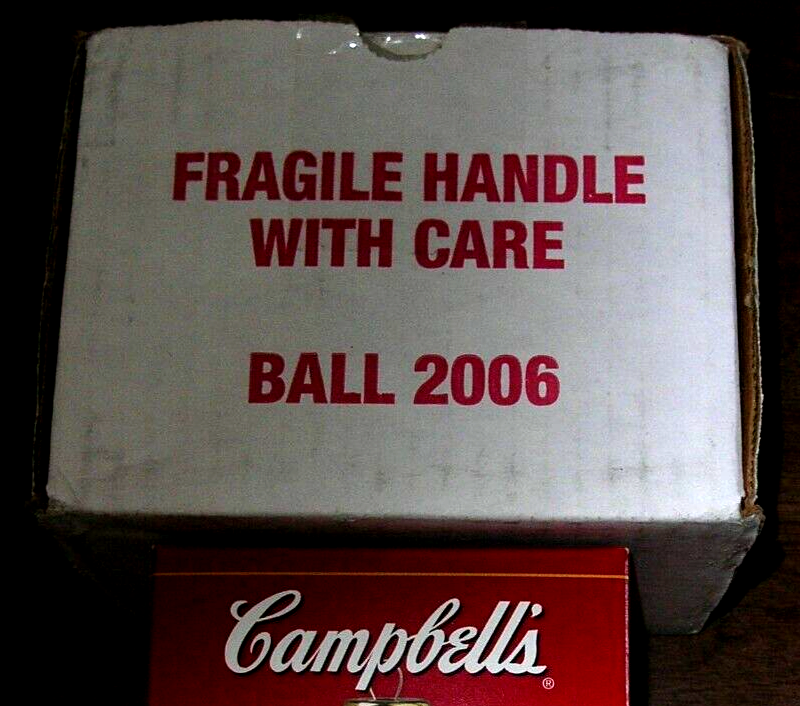 FRAGILE HANDLE
WITH CARE
BALL 2006
Campbell's
®